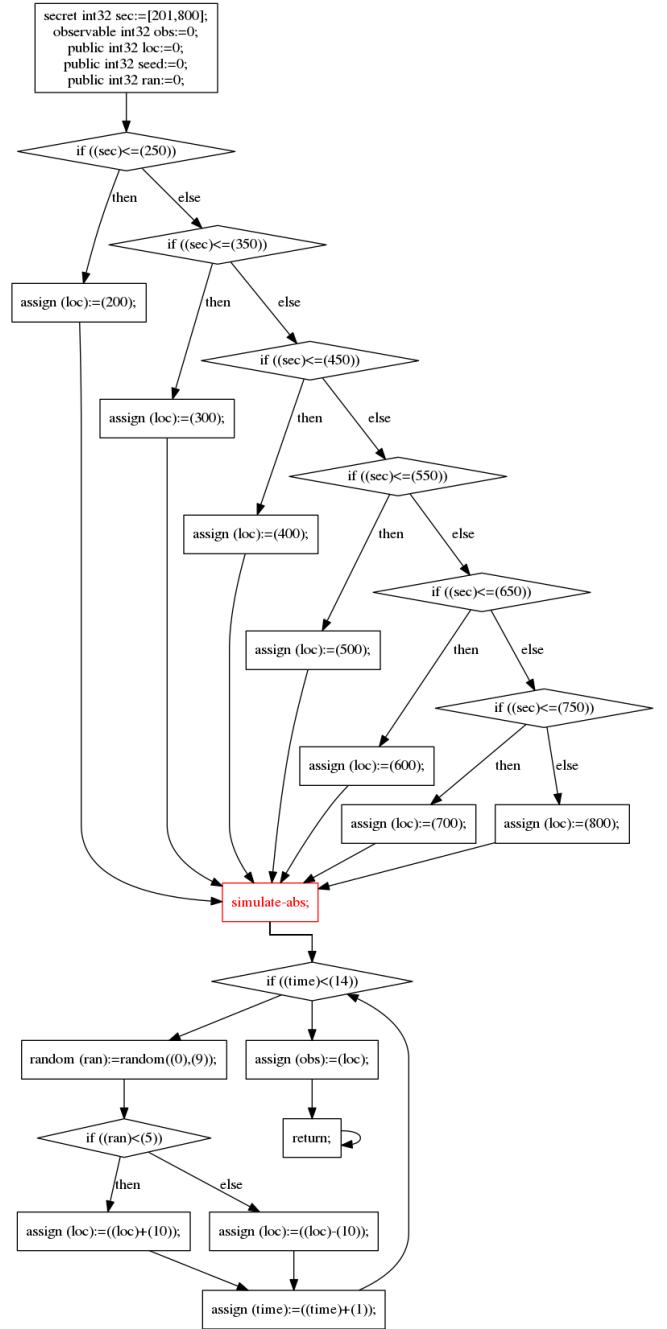 secret int32 sec:=[201,800];
observable int32 obs:=0;
public int32 loc:=0;
public int32 seed:=0;
public int32 ran:=0;
if ((sec)<=(250))
then
else
if ((sec)<=(350))
assign (loc):=(200);
then
else
if ((sec)<=(450))
assign (loc):=(300);
then
else
if ((sec)<=(550))
assign (loc):=(400);
then
else
if ((sec)<=(650))
assign (loc):=(500);
then
else
if ((sec)<=(750))
assign (loc):=(600);
then
else
assign (loc):=(700);
assign (loc):=(800);
simulate-abs;
if ((time)<(14))
random (ran):=random((0),(9));
assign (obs):=(loc);
if ((ran)<(5))
return;
then
else
assign (loc):=((loc)+(10));
assign (loc):=((loc)-(10));
assign (time):=((time)+(1));